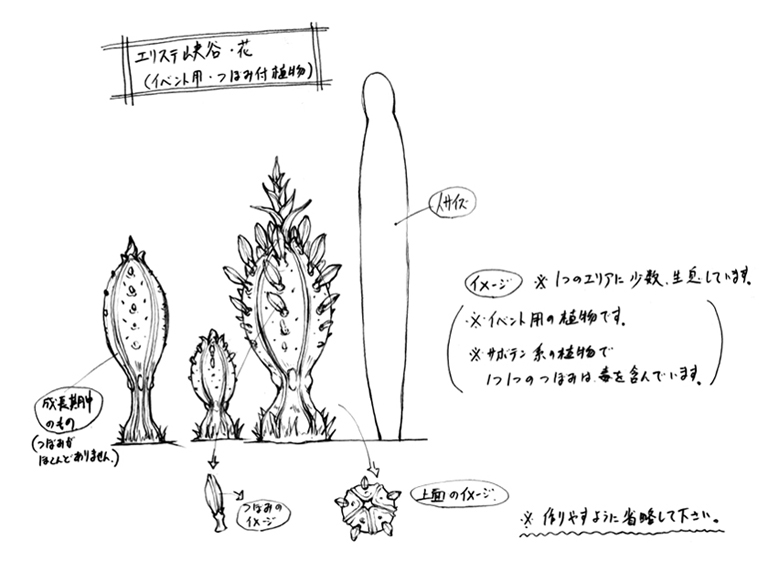 エリステ峡谷・花
(イベント用・つぼみ付植物)
人サイズ
イメージ ※1つのエリアに少数、生息しています。
※イベント用の植物です。
※サボテン系の植物で
1つ1つのつぼみは、毒を含んでいます。
成長期中
のもの
(つぼみが
ほとんどありません。)
つぼみの
イメージ
上面のイメージ
※作りやすように省略して下さい。